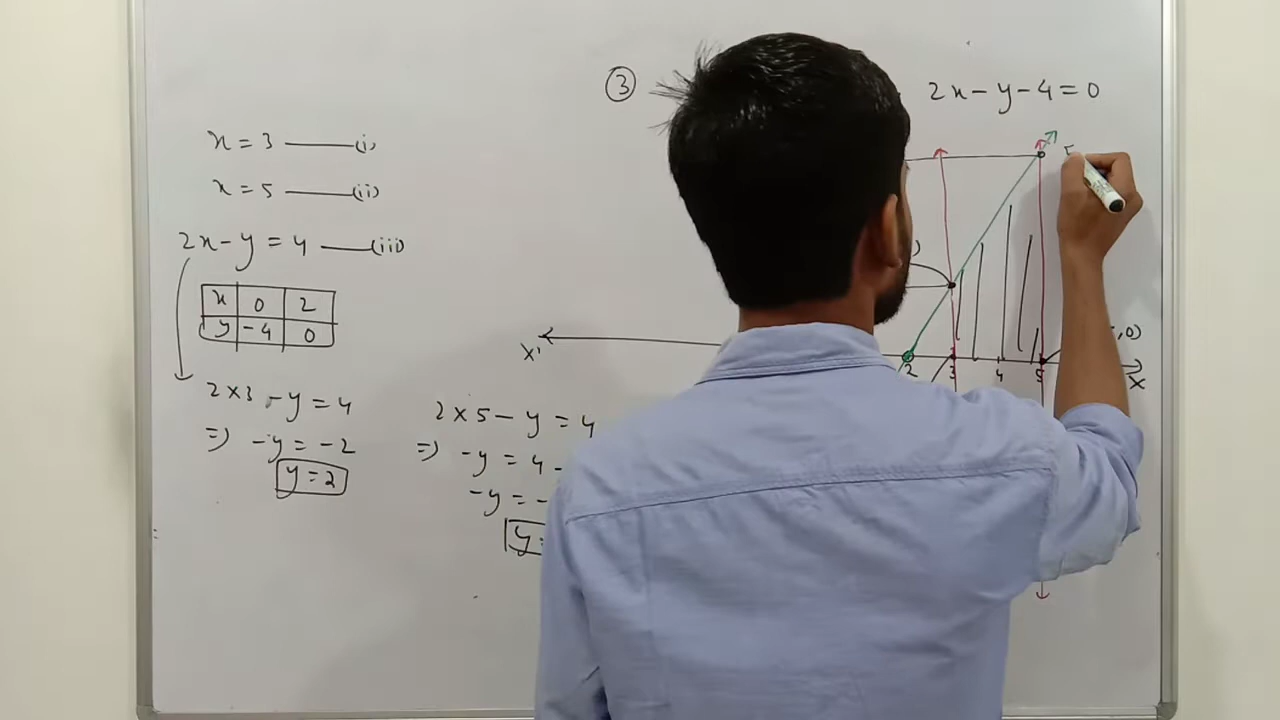 x = 3 ——— (i)
x = 5 ——— (ii)
2x - y = 4 ——— (iii)
x 0 2
y -4 0
2 × 3 - y = 4
=) -y = -2
y = 2
2 × 5 - y = 4
=) -y = 4 -
-y = -
y =
③
2x - y - 4 = 0
)
,0)
X'
2 3 4 5
X